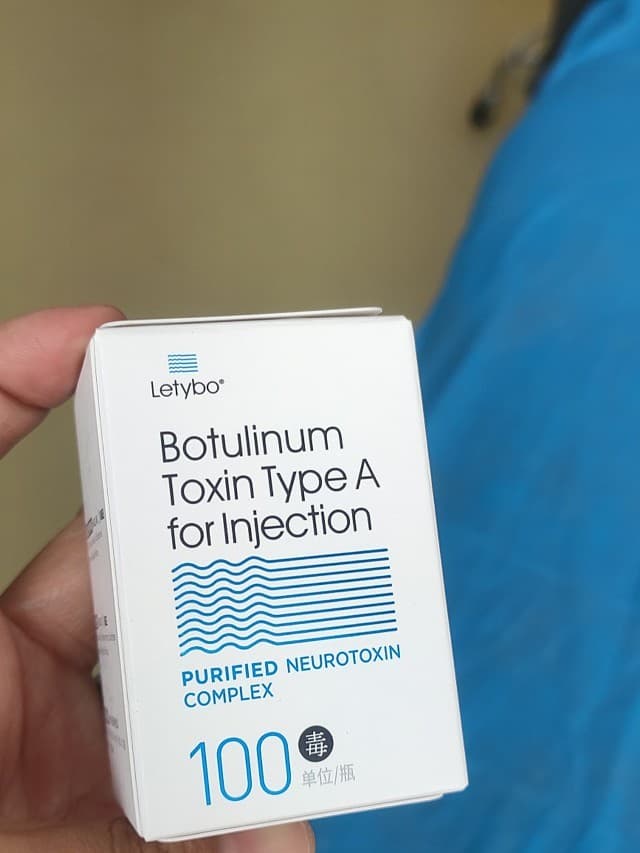 Letybo®
Botulinum
Toxin Type A
for Injection
PURIFIED NEUROTOXIN
COMPLEX
100 毒
单位/瓶